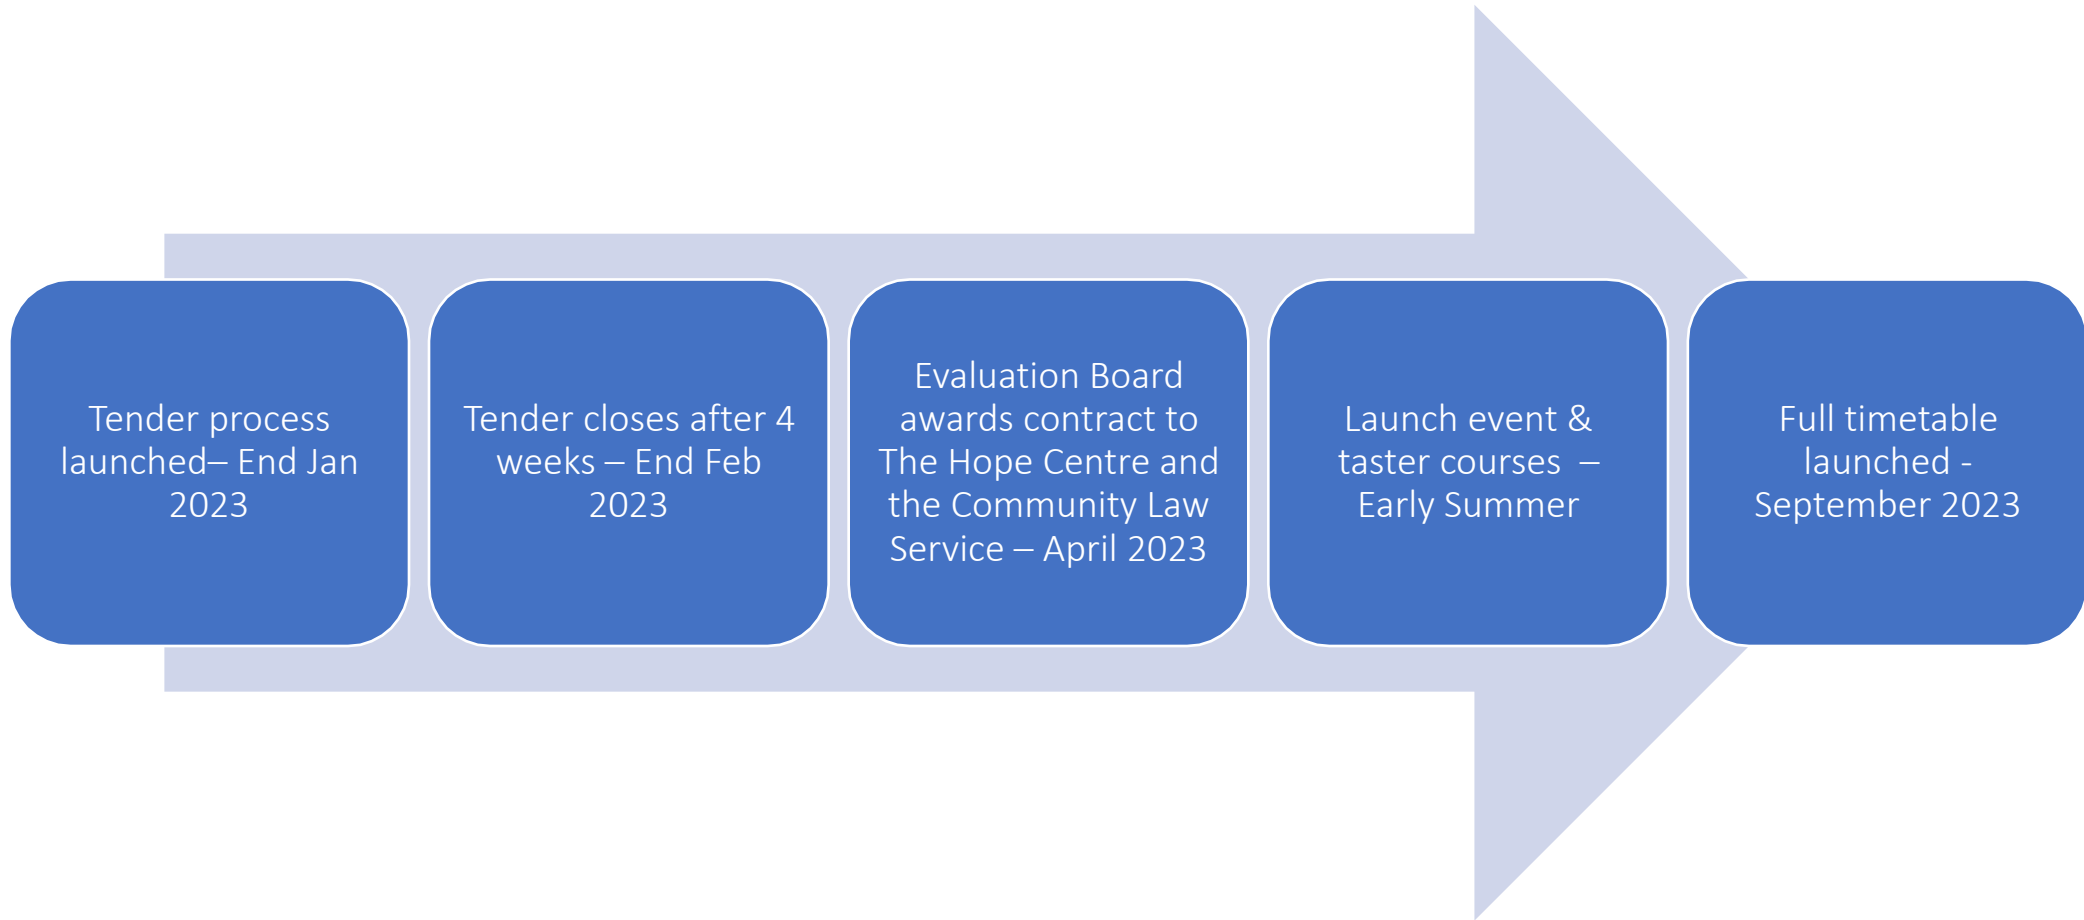 Tender process
launched– End Jan
2023
Tender closes after 4
weeks – End Feb
2023
Evaluation Board
awards contract to
The Hope Centre and
the Community Law
Service – April 2023
Launch event &
taster courses  –
Early Summer
Full timetable
launched -
September 2023